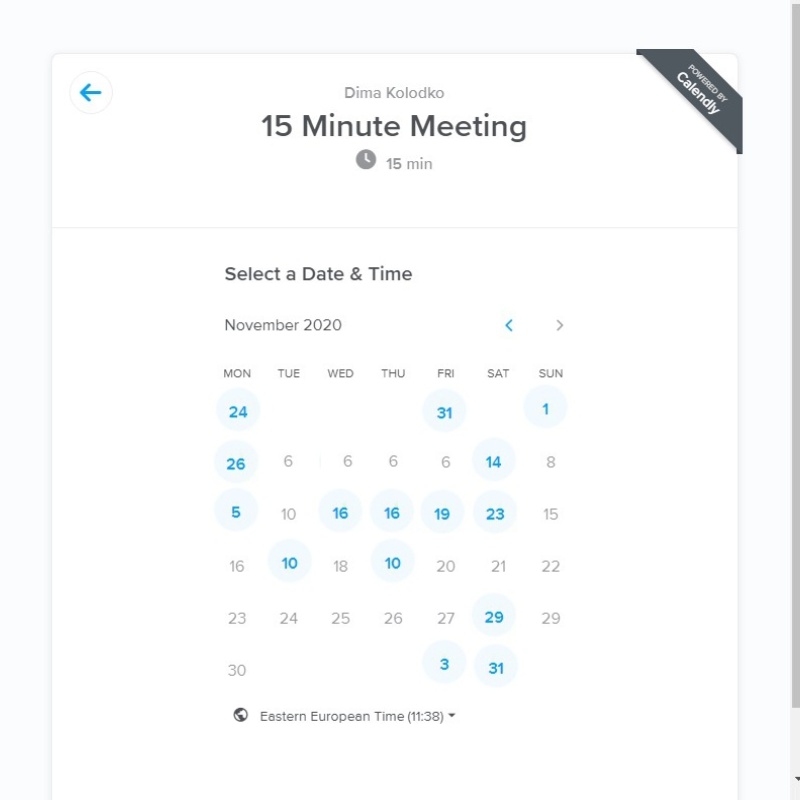 POWERED BY
Calendly
Dima Kolodko
15 Minute Meeting
15 min
Select a Date & Time
November 2020
MON TUE WED THU FRI SAT SUN
24 31 1
26 6 6 6 6 14 8
5 10 16 16 19 23 15
16 10 18 10 20 21 22
23 24 25 26 27 29 29
30 3 31
Eastern European Time (11:38)